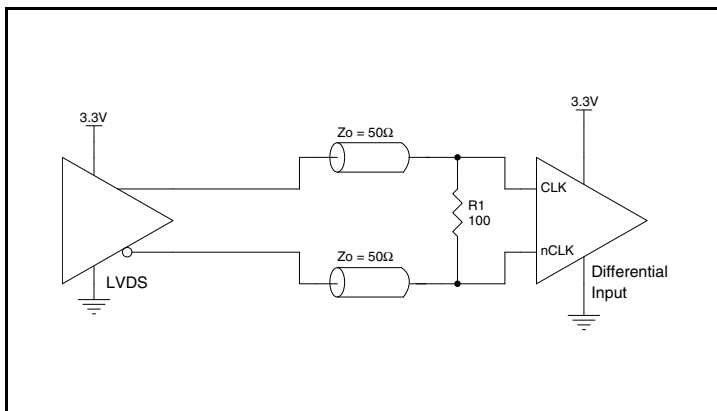 3.3V
3.3V
Zo = 50Ω
CLK
R1
100
Zo = 50Ω
nCLK
LVDS
Differential
Input